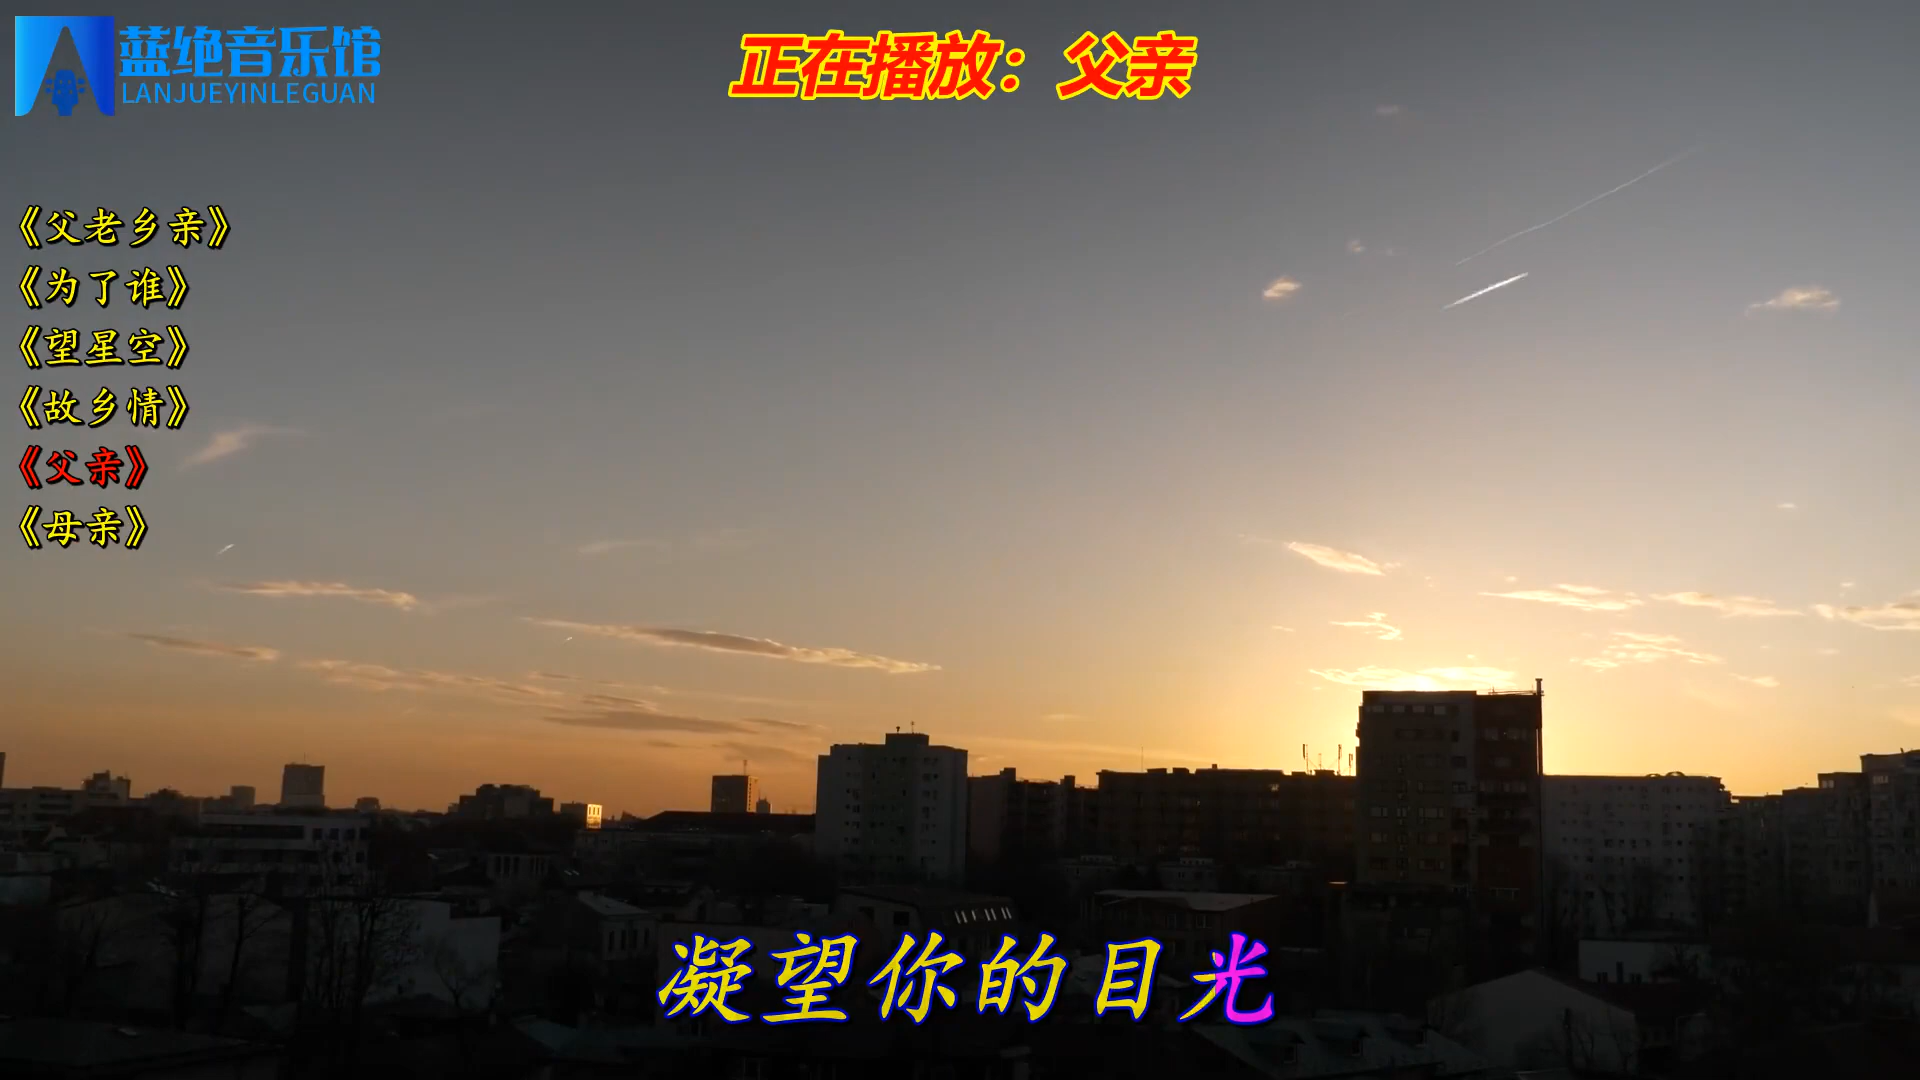 蓝绝音乐馆
LANJUEYINLEGUAN
正在播放：父亲
《父老乡亲》
《为了谁》
《望星空》
《故乡情》
《父亲》
《母亲》
凝望你的目光